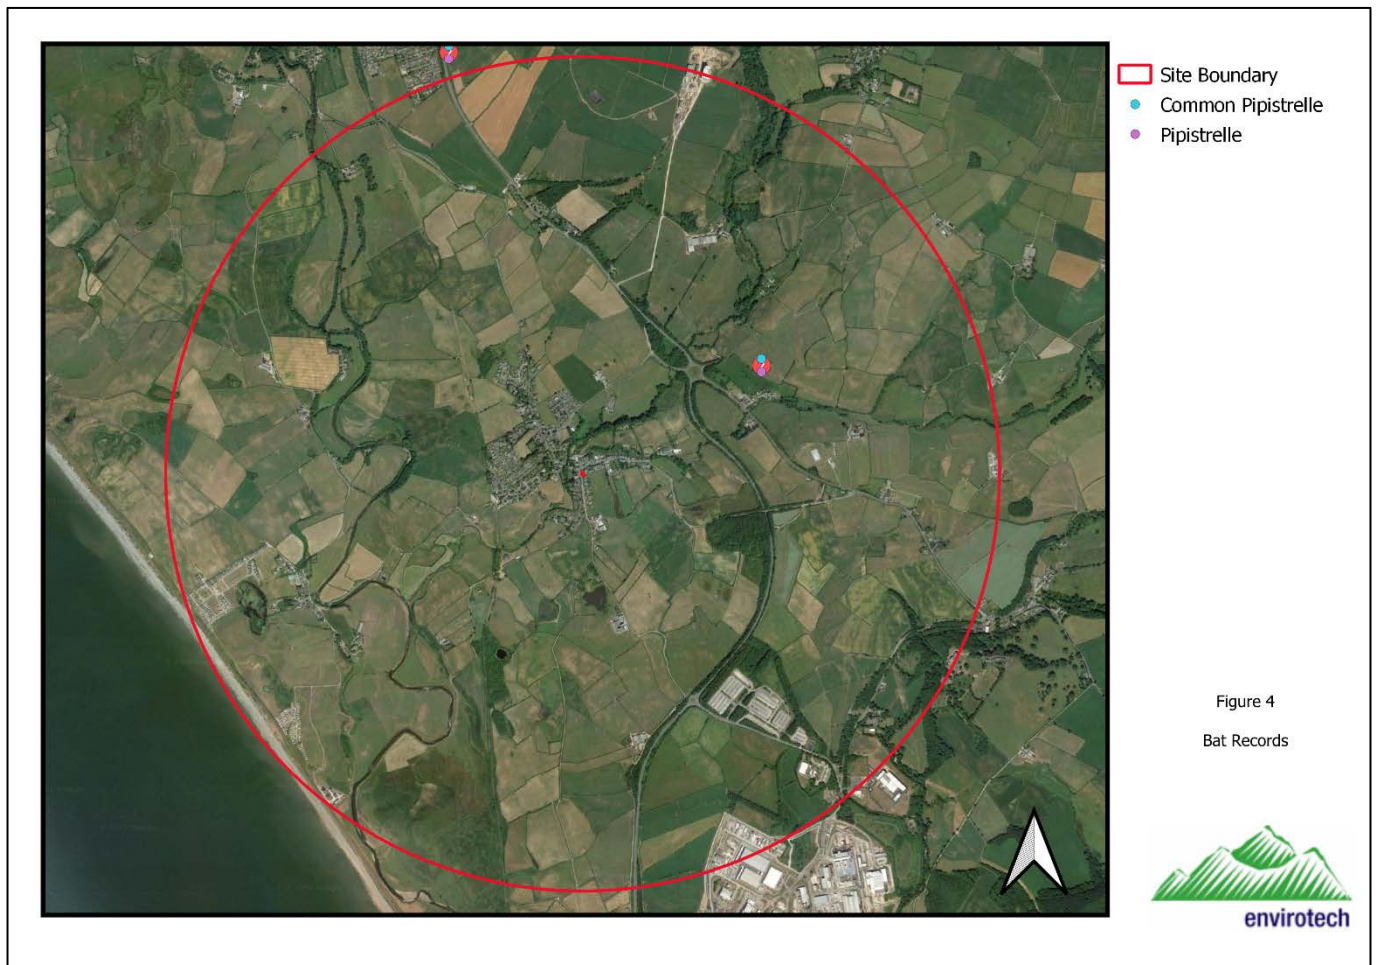 Site Boundary
Common Pipistrelle
Pipistrelle
Figure 4
Bat Records
envirotech